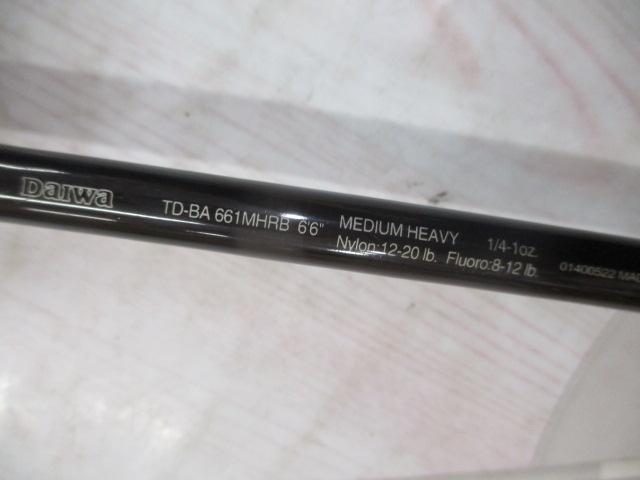 Daiwa
TD-BA 661MHRB 6'6" MEDIUM HEAVY 1/4-1oz.
Nylon:12-20 lb. Fluoro:8-12 lb.
01400522